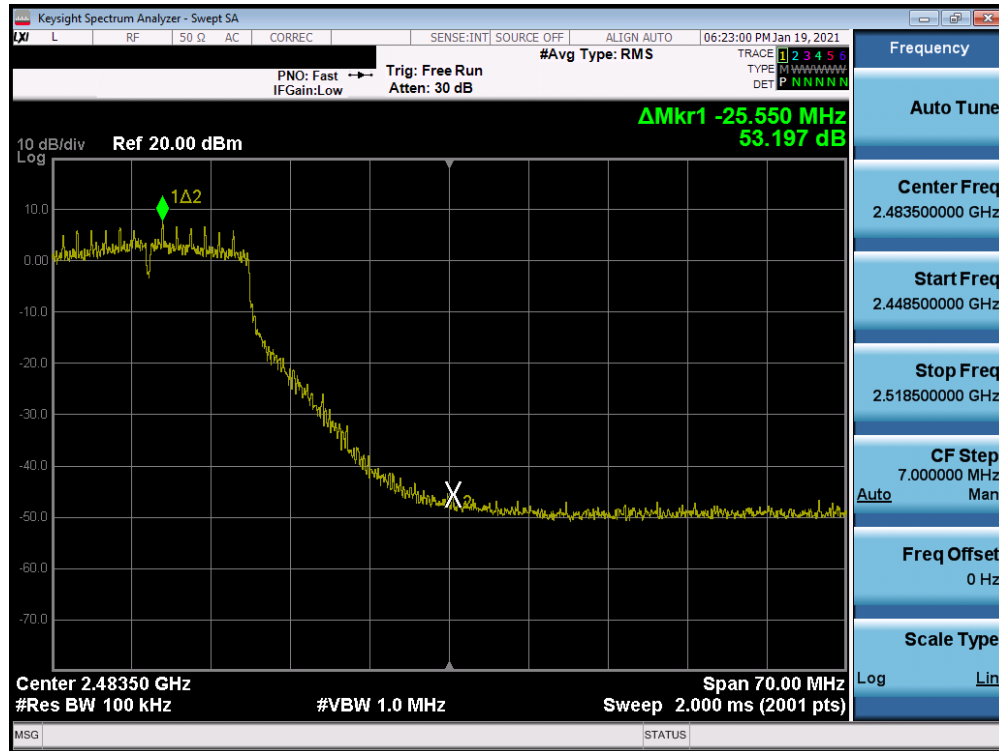 Keysight Spectrum Analyzer - Swept SA
LXI L RF 50 Ω AC CORREC SENSE:INT SOURCE OFF ALIGN AUTO 06:23:00 PM Jan 19, 2021
PNO: Fast
IFGain:Low
Trig: Free Run
Atten: 30 dB
#Avg Type: RMS
TRACE 1 2 3 4 5 6
TYPE M WWWWW
DET P N N N N N
ΔMkr1 -25.550 MHz
53.197 dB
10 dB/div
Log
Ref 20.00 dBm
1Δ2
10.0
0.00
-10.0
-20.0
-30.0
-40.0
X2
-50.0
-60.0
-70.0
Center 2.48350 GHz
Span 70.00 MHz
#Res BW 100 kHz
#VBW 1.0 MHz
Sweep 2.000 ms (2001 pts)
MSG
STATUS
Frequency
Auto Tune
Center Freq
2.483500000 GHz
Start Freq
2.448500000 GHz
Stop Freq
2.518500000 GHz
CF Step
7.000000 MHz
Auto Man
Freq Offset
0 Hz
Scale Type
Log Lin